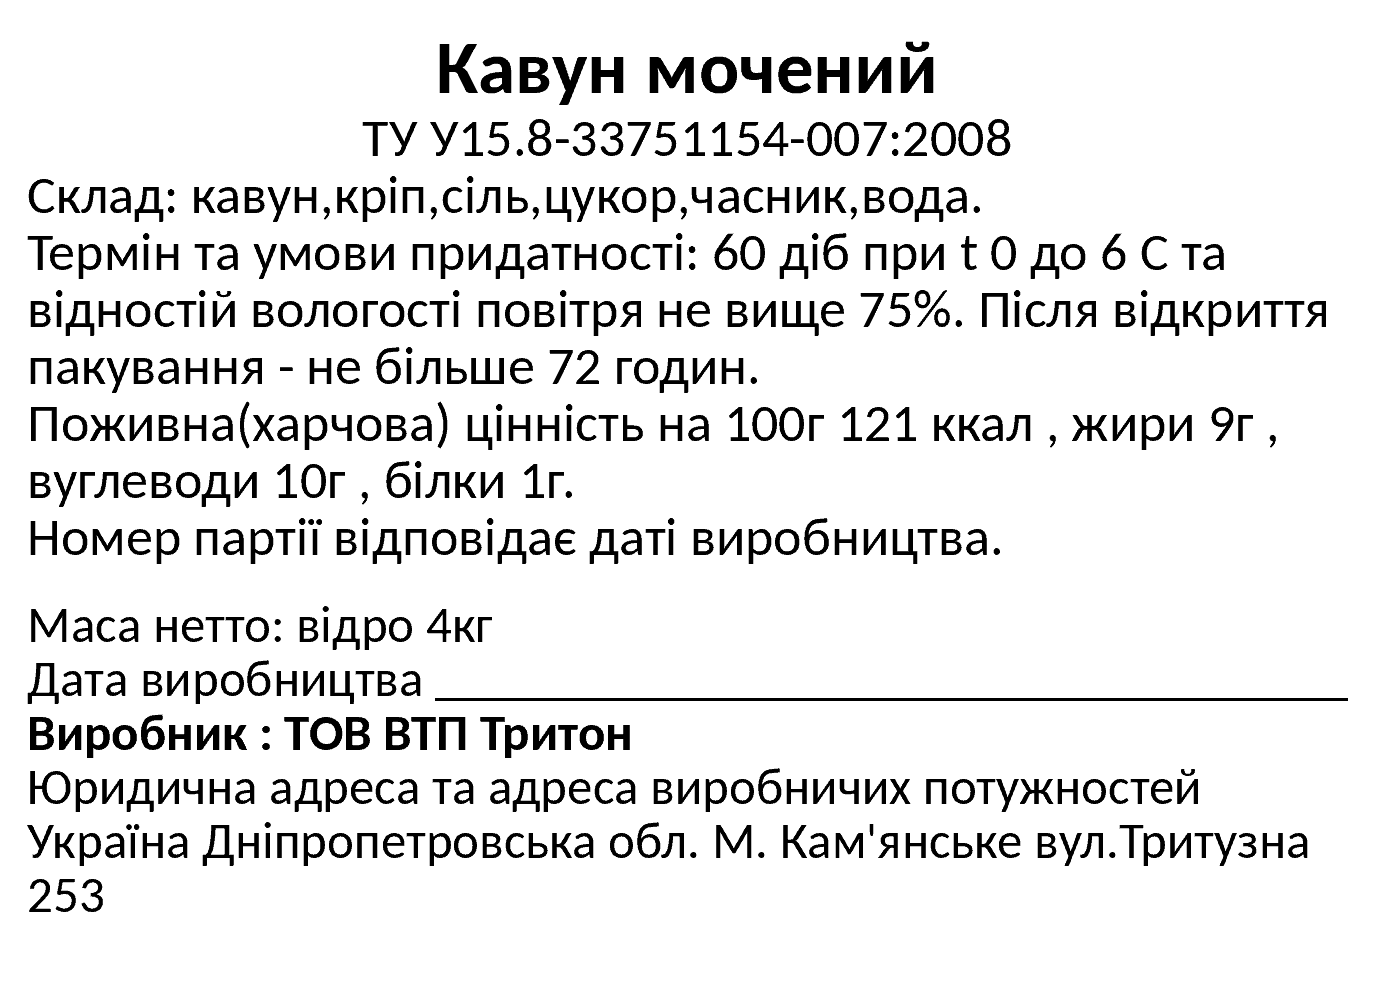 Кавун мочений
ТУ У15.8-33751154-007:2008
Склад: кавун,кріп,сіль,цукор,часник,вода.
Термін та умови придатності: 60 діб при t 0 до 6 С та
відностій вологості повітря не вище 75%. Після відкриття
пакування - не більше 72 годин.
Поживна(харчова) цінність на 100г 121 ккал , жири 9г ,
вуглеводи 10г , білки 1г.
Номер партії відповідає даті виробництва.
Маса нетто: відро 4кг
Дата виробництва ____________________________________
Виробник : ТОВ ВТП Тритон
Юридична адреса та адреса виробничих потужностей
Україна Дніпропетровська обл. М. Кам'янське вул.Тритузна
253